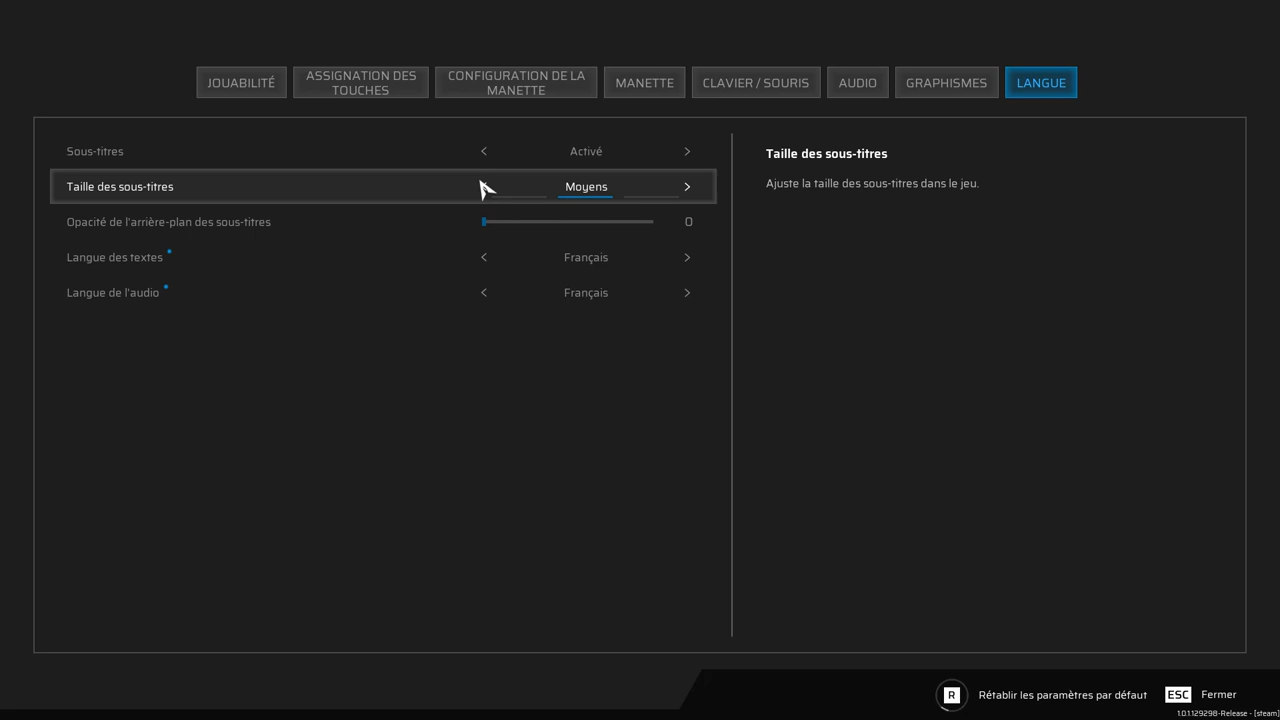 JOUABILITÉ
ASSIGNATION DES
TOUCHES
CONFIGURATION DE LA
MANETTE
MANETTE
CLAVIER / SOURIS
AUDIO
GRAPHISMES
LANGUE
Sous-titres < Activé >
Taille des sous-titres Moyens >
Opacité de l'arrière-plan des sous-titres 0
Langue des textes < Français >
Langue de l'audio < Français >
Taille des sous-titres
Ajuste la taille des sous-titres dans le jeu.
R Rétablir les paramètres par défaut ESC Fermer
1.0.1.129298-Release - [steam]